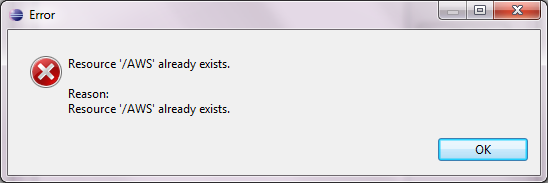 Error
Resource '/AWS' already exists.
Reason:
Resource '/AWS' already exists.
OK